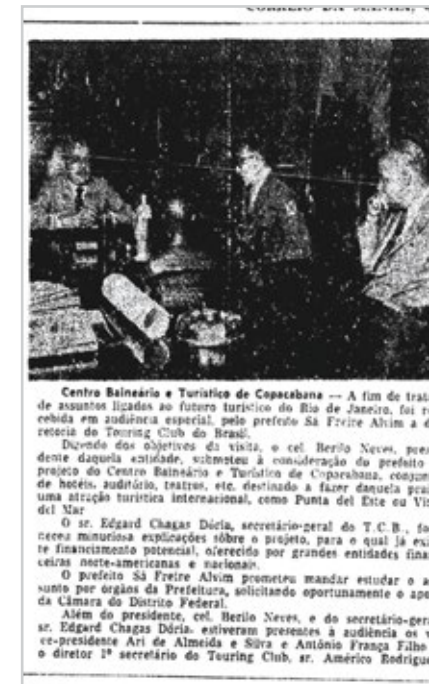 CORREIO DA MANHÃ,
Centro Balneário e Turístico de Copacabana — A fim de trat
de assuntos ligados ao futuro turístico do Rio de Janeiro, foi r
cebida em audiência especial, pelo prefeito Sá Freire Alvim a d
retoria do Touring Club do Brasil.
Dizendo dos objetivos da visita, o cel. Berilo Neves, pres
dente daquela entidade, submeteu à consideração do prefeito
projeto do Centro Balneário e Turístico de Copacabana, conjun
de hotéis, auditório, teatros, etc. destinado a fazer daquela prai
uma atração turística internacional, como Punta del Este ou Vi
del Mar
O sr. Edgard Chagas Dória, secretário-geral do T.C.B., fo
neceu minuciosa explicações sôbre o projeto, para o qual já exi
te financiamento potencial, oferecido por grandes entidades finan
ceiras norte-americanas e nacionais.
O prefeito Sá Freire Alvim prometeu mandar estudar o a
sunto por órgãos da Prefeitura, solicitando oportunamente o apo
da Câmara do Distrito Federal.
Além do presidente, cel. Berilo Neves, e do secretário-gera
sr. Edgard Chagas Dória, estiveram presentes à audiência os v
ce-presidente Ari de Almeida e Silva e Antônio França Filho
o diretor 1º secretário do Touring Club, sr. Américo Rodrigue